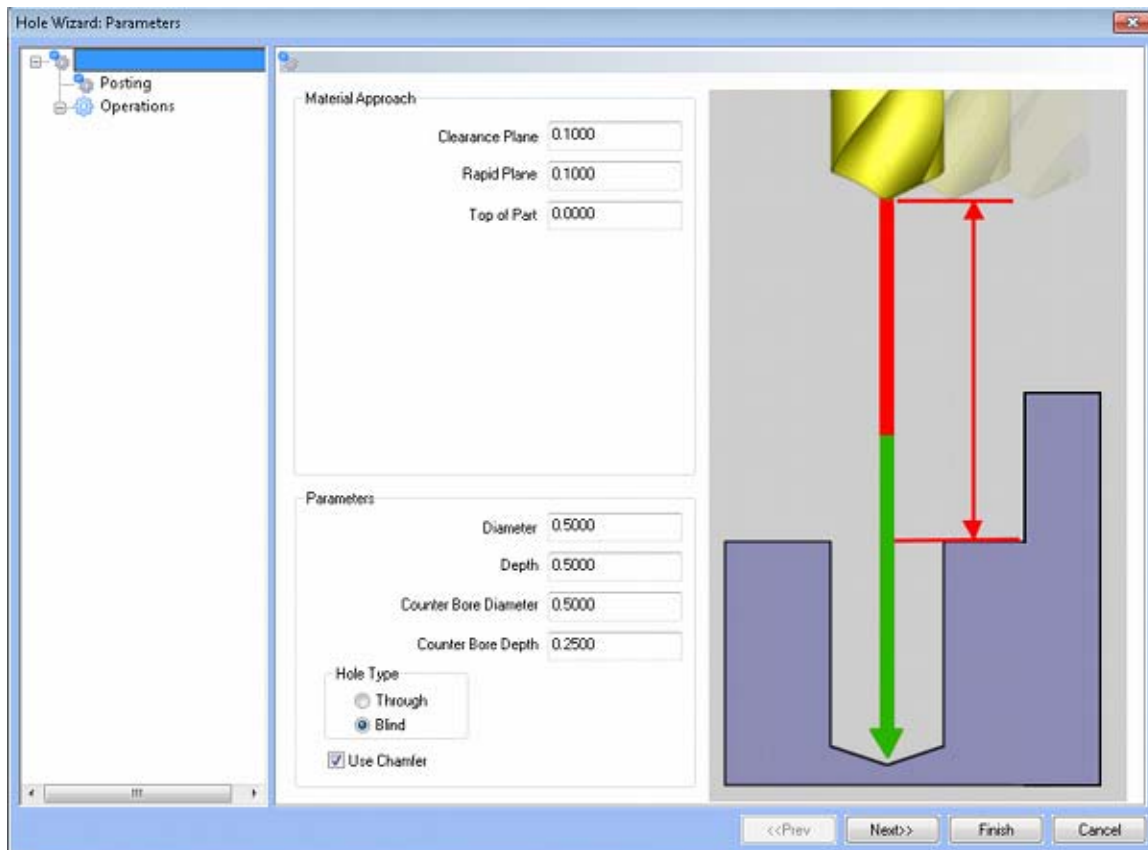 Hole Wizard: Parameters
Posting
Operations
Material Approach
Clearance Plane 0.1000
Rapid Plane 0.1000
Top of Part 0.0000
Parameters
Diameter 0.5000
Depth 0.5000
Counter Bore Diameter 0.5000
Counter Bore Depth 0.2500
Hole Type
Through
Blind
Use Chamfer
<<Prev
Next>>
Finish
Cancel